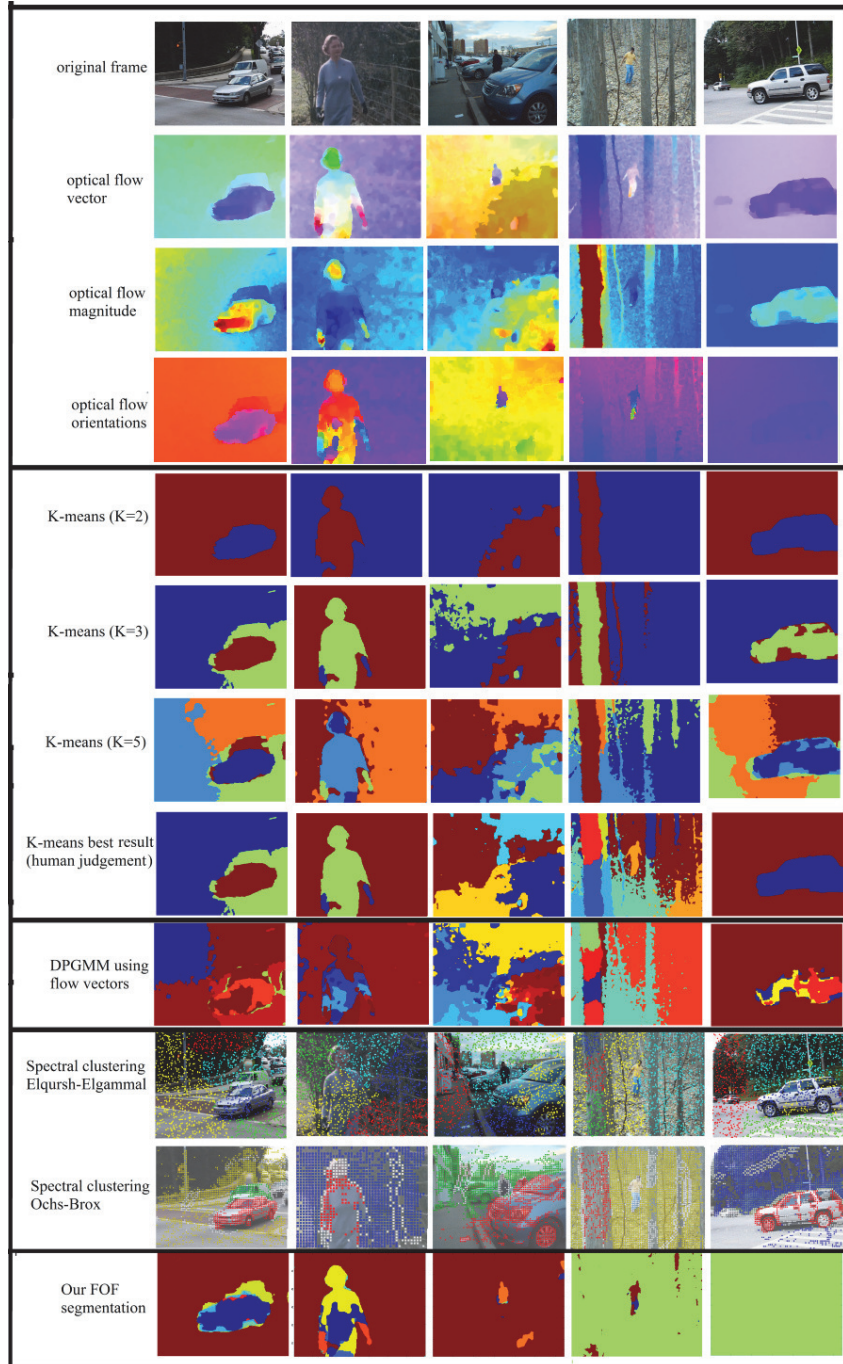 original frame
optical flow
vector
optical flow
magnitude
optical flow
orientations
K-means (K=2)
K-means (K=3)
K-means (K=5)
K-means best result
(human judgement)
DPGMM using
flow vectors
Spectral clustering
Elqursh-Elgammal
Spectral clustering
Ochs-Brox
Our FOF
segmentation